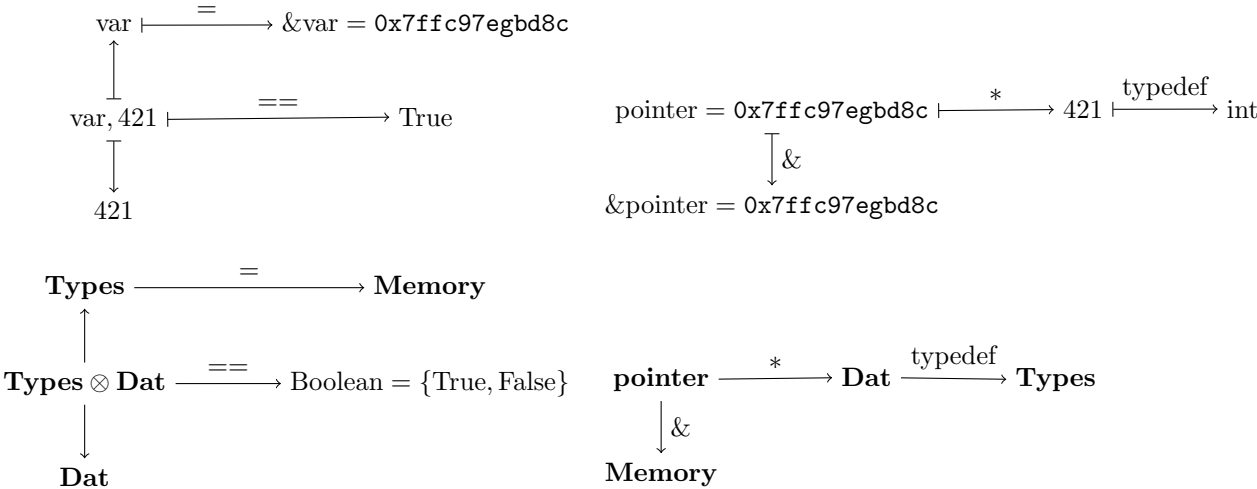 =
var ↦ &var = 0x7ffc97egbd8c
==
var, 421 ↦ True
421
* typedef
pointer = 0x7ffc97egbd8c ↦ 421 ↦ int
&
&pointer = 0x7ffc97egbd8c
=
Types → Memory
==
Types ⊗ Dat → Boolean = {True, False}
Dat
* typedef
pointer → Dat → Types
&
Memory